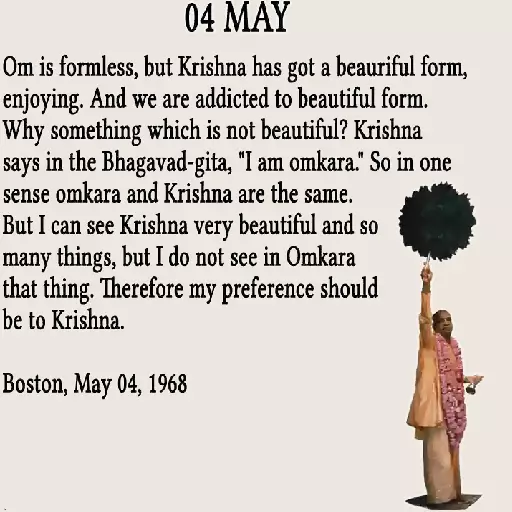 04 MAY
Om is formless, but Krishna has got a beauriful form,
enjoying. And we are addicted to beautiful form.
Why something which is not beautiful? Krishna
says in the Bhagavad-gita, "I am omkara." So in one
sense omkara and Krishna are the same.
But I can see Krishna very beautiful and so
many things, but I do not see in Omkara
that thing. Therefore my preference should
be to Krishna.
Boston, May 04, 1968